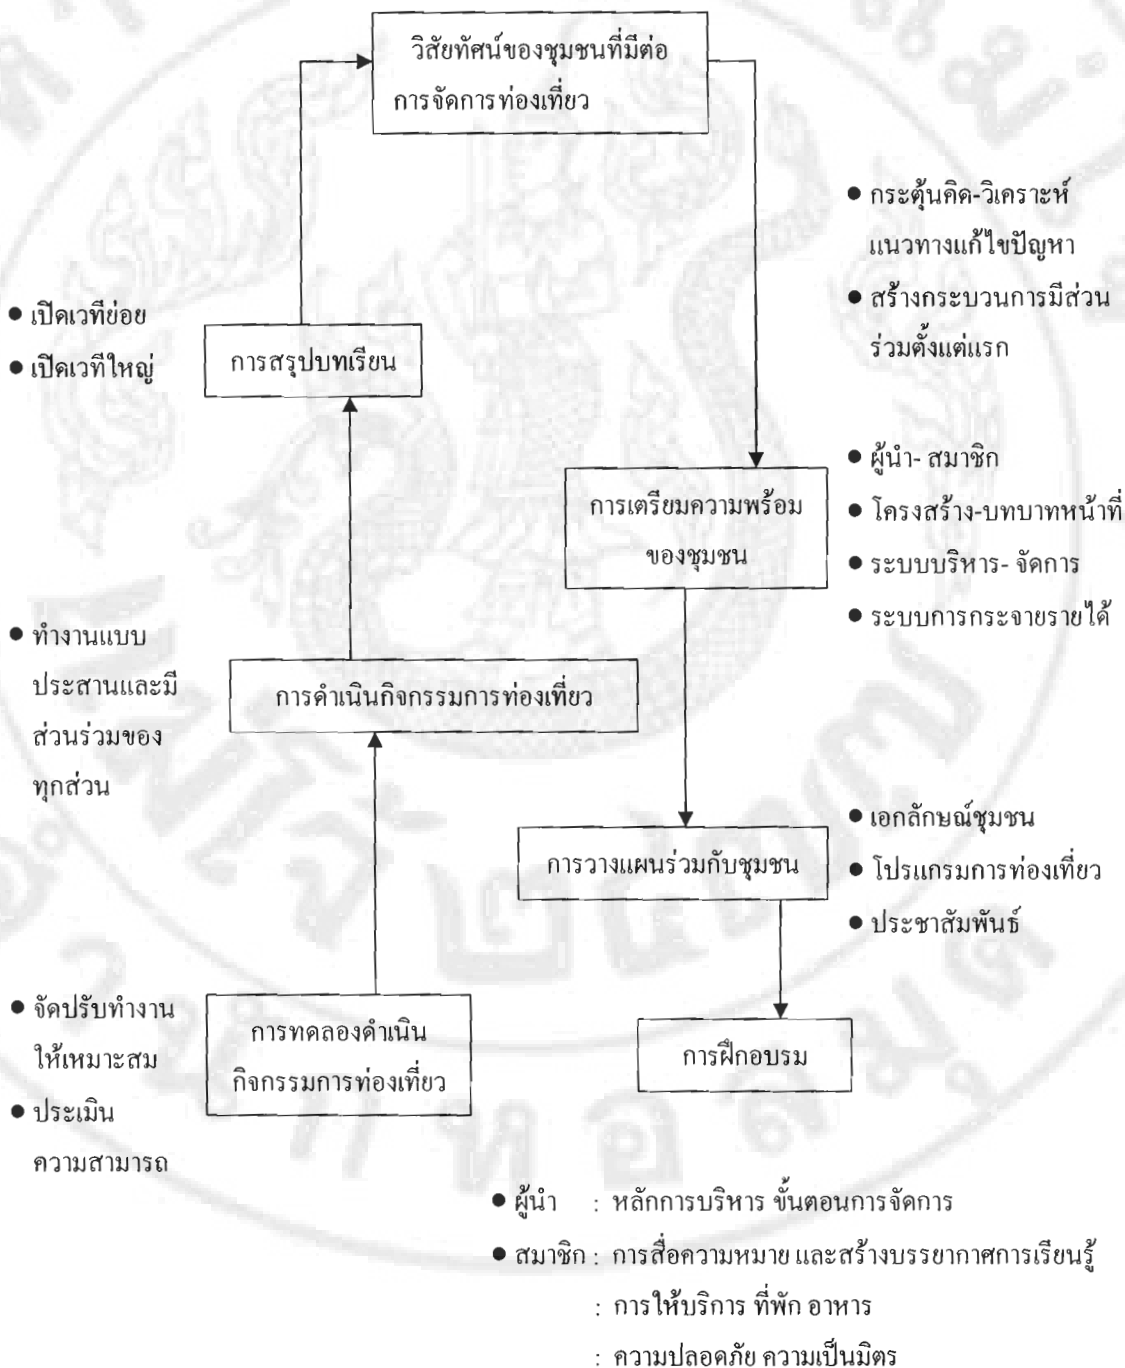 วิสัยทัศน์ของชุมชนที่มีต่อ
การจัดการท่องเที่ยว
● กระตุ้นคิด-วิเคราะห์
แนวทางแก้ไขปัญหา
● สร้างกระบวนการมีส่วน
ร่วมตั้งแต่แรก
● เปิดเวทีย่อย
● เปิดเวทีใหญ่
การสรุปบทเรียน
การเตรียมความพร้อม
ของชุมชน
● ผู้นำ- สมาชิก
● โครงสร้าง-บทบาทหน้าที่
● ระบบบริหาร- จัดการ
● ระบบการกระจายรายได้
● ทำงานแบบ
ประสานและมี
ส่วนร่วมของ
ทุกส่วน
การดำเนินกิจกรรมการท่องเที่ยว
การวางแผนร่วมกับชุมชน
● เอกลักษณ์ชุมชน
● โปรแกรมการท่องเที่ยว
● ประชาสัมพันธ์
● จัดปรับทำงาน
ให้เหมาะสม
● ประเมิน
ความสามารถ
การทดลองดำเนิน
กิจกรรมการท่องเที่ยว
การฝึกอบรม
● ผู้นำ : หลักการบริหาร ขั้นตอนการจัดการ
● สมาชิก : การสื่อความหมาย และสร้างบรรยากาศการเรียนรู้
: การให้บริการ ที่พัก อาหาร
: ความปลอดภัย ความเป็นมิตร